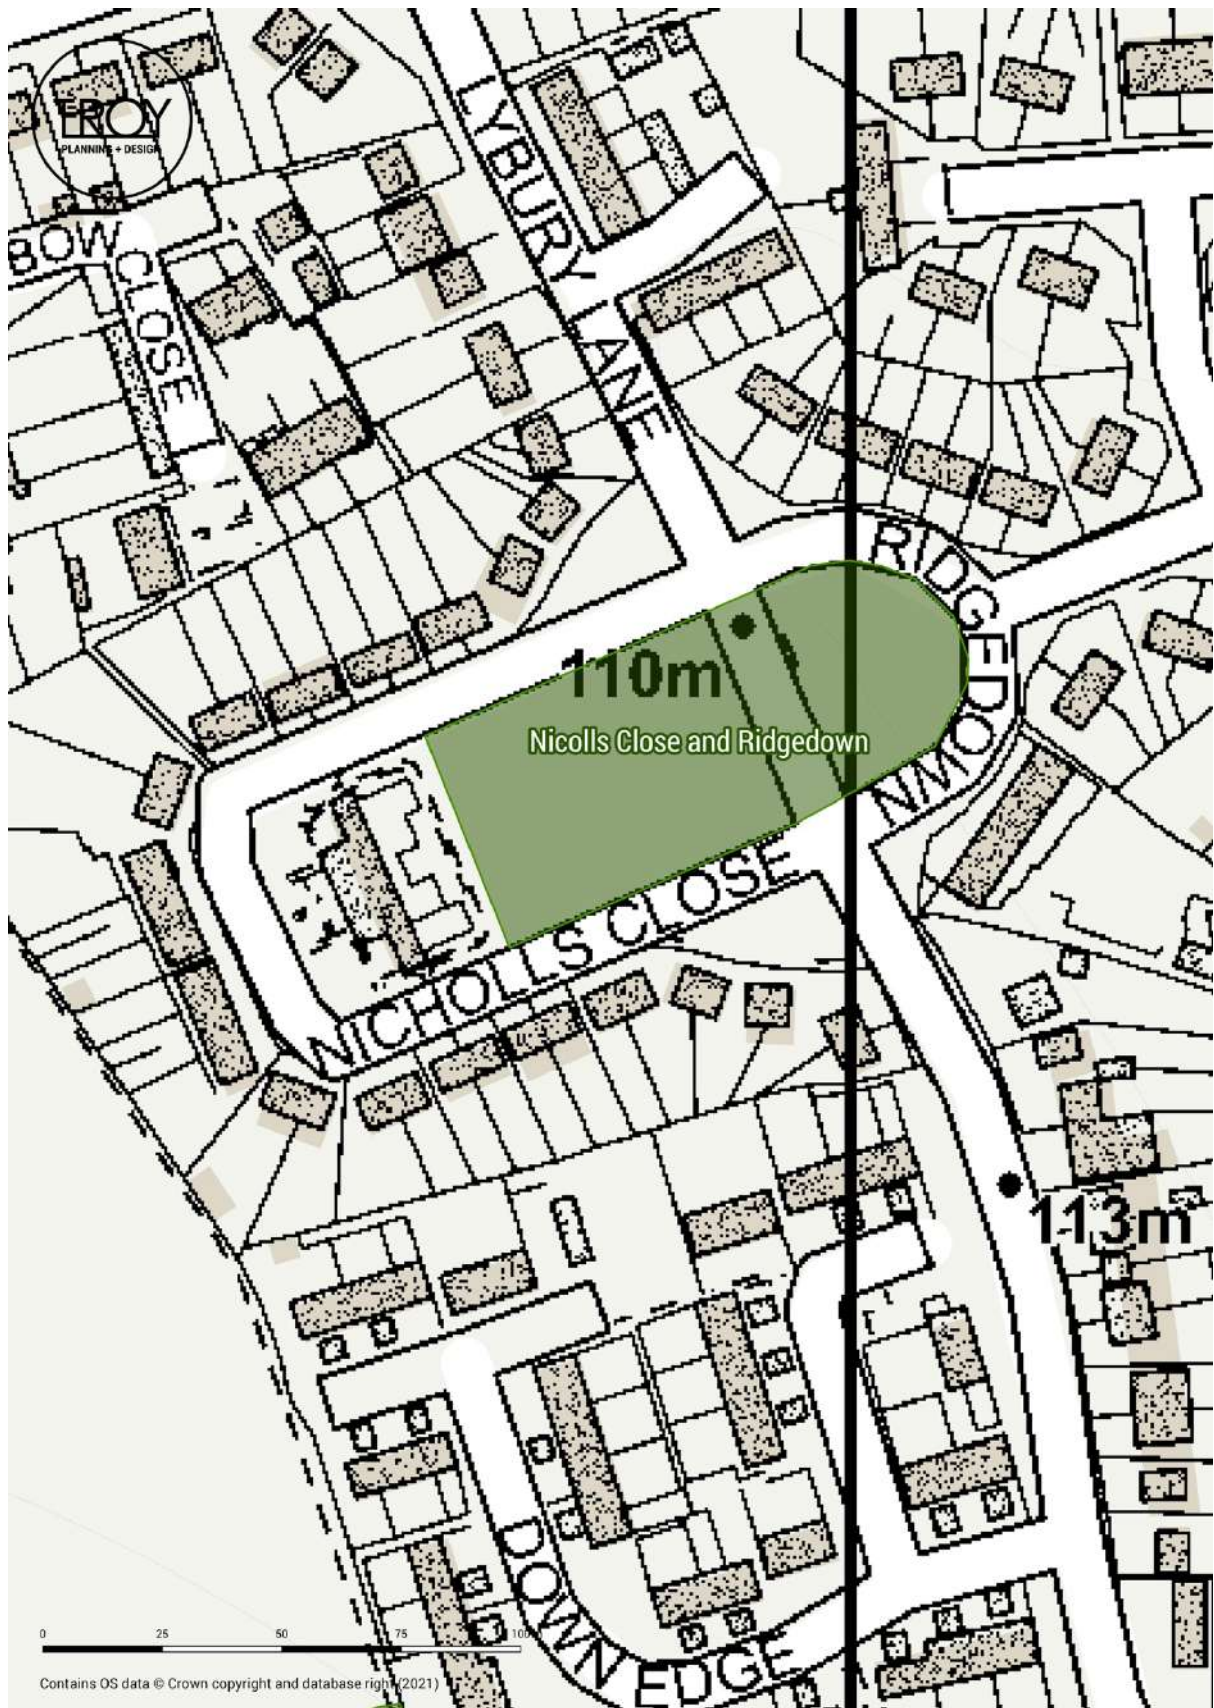 TROY
PLANNING + DESIGN
BOW CLOSE
LYBURY LANE
RIDGEDOWN
110m
Nicolls Close and Ridgedown
NICHOLLS CLOSE
113m
DOWN EDGE
0 25 50 75 100
Contains OS data © Crown copyright and database right (2021)